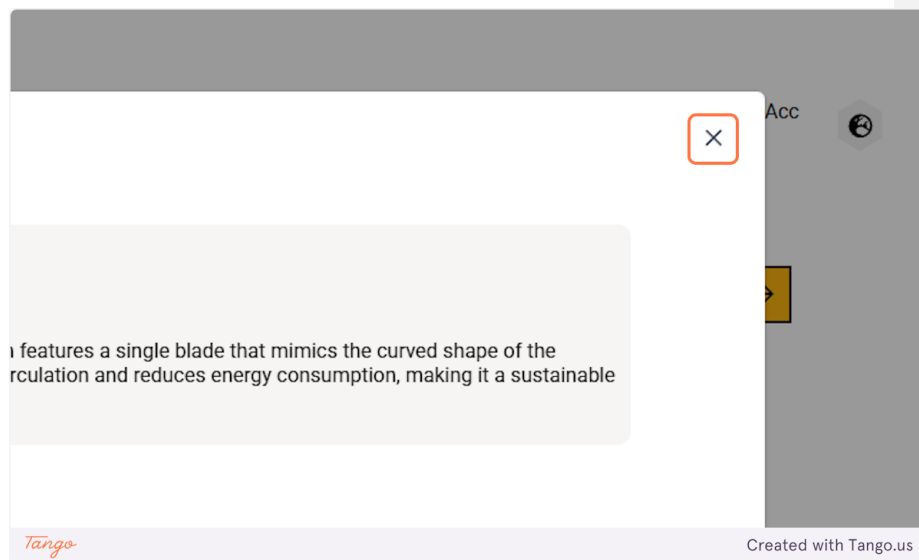 Acc
features a single blade that mimics the curved shape of the
rculation and reduces energy consumption, making it a sustainable
Tango
Created with Tango.us